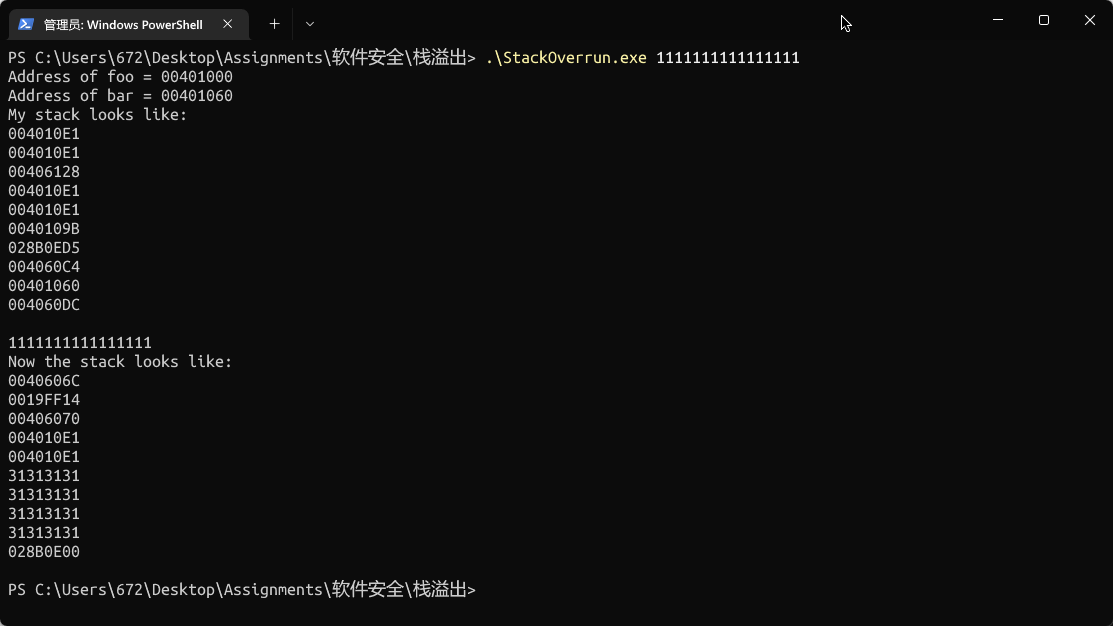 管理员: Windows PowerShell
PS C:\Users\672\Desktop\Assignments\软件安全\栈溢出> .\StackOverrun.exe 1111111111111111
Address of foo = 00401000
Address of bar = 00401060
My stack looks like:
004010E1
004010E1
00406128
004010E1
004010E1
0040109B
028B0ED5
004060C4
00401060
004060DC
1111111111111111
Now the stack looks like:
0040606C
0019FF14
00406070
004010E1
004010E1
31313131
31313131
31313131
31313131
028B0E00
PS C:\Users\672\Desktop\Assignments\软件安全\栈溢出>